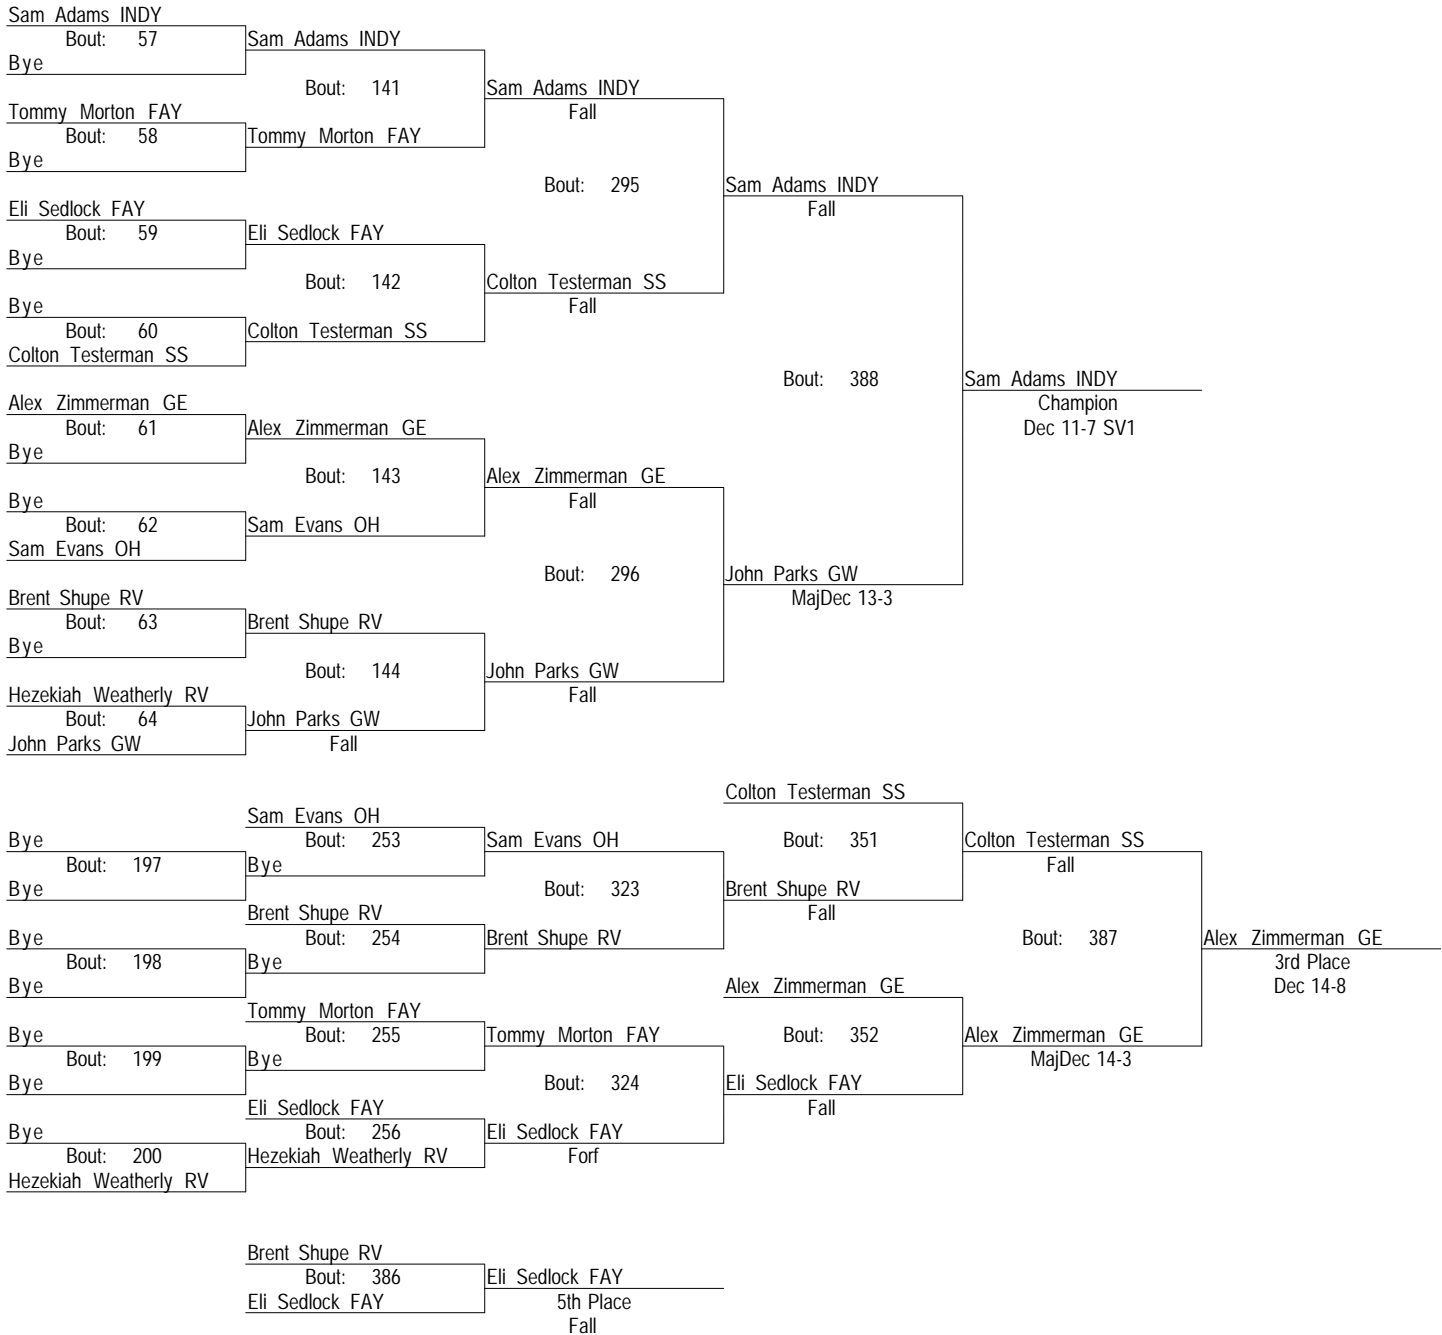 Sam Adams INDY
Bout: 57
Sam Adams INDY
Bye
Bout: 141
Sam Adams INDY
Fall
Tommy Morton FAY
Bout: 58
Tommy Morton FAY
Bye
Bout: 295
Sam Adams INDY
Fall
Eli Sedlock FAY
Bout: 59
Eli Sedlock FAY
Bye
Bout: 142
Colton Testerman SS
Fall
Bye
Bout: 60
Colton Testerman SS
Colton Testerman SS
Bout: 388
Sam Adams INDY
Champion
Dec 11-7 SV1
Alex Zimmerman GE
Bout: 61
Alex Zimmerman GE
Bye
Bout: 143
Alex Zimmerman GE
Fall
Bye
Bout: 62
Sam Evans OH
Sam Evans OH
Bout: 296
John Parks GW
MajDec 13-3
Brent Shupe RV
Bout: 63
Brent Shupe RV
Bye
Bout: 144
John Parks GW
Fall
Hezekiah Weatherly RV
Bout: 64
John Parks GW
John Parks GW
Fall
Colton Testerman SS
Sam Evans OH
Bye
Bout: 253
Sam Evans OH
Bout: 351
Colton Testerman SS
Bout: 197
Bye
Fall
Bye
Bout: 323
Brent Shupe RV
Brent Shupe RV
Fall
Bye
Bout: 254
Brent Shupe RV
Bout: 387
Alex Zimmerman GE
Bout: 198
Bye
3rd Place
Bye
Alex Zimmerman GE
Dec 14-8
Tommy Morton FAY
Bye
Bout: 255
Tommy Morton FAY
Bout: 352
Alex Zimmerman GE
Bout: 199
Bye
MajDec 14-3
Bye
Bout: 324
Eli Sedlock FAY
Eli Sedlock FAY
Fall
Bye
Bout: 256
Eli Sedlock FAY
Bout: 200
Hezekiah Weatherly RV
Forf
Hezekiah Weatherly RV
Brent Shupe RV
Bout: 386
Eli Sedlock FAY
Eli Sedlock FAY
5th Place
Fall